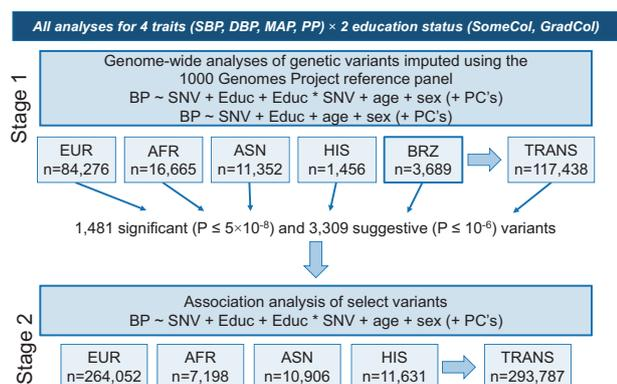 All analyses for 4 traits (SBP, DBP, MAP, PP) × 2 education status (SomeCol, GradCol)
Stage 1
Genome-wide analyses of genetic variants imputed using the
1000 Genomes Project reference panel
BP ~ SNV + Educ + Educ * SNV + age + sex (+ PC's)
BP ~ SNV + Educ + age + sex (+ PC's)
EUR AFR ASN HIS BRZ TRANS
n=84,276 n=16,665 n=11,352 n=1,456 n=3,689 n=117,438
1,481 significant (P ≤ 5×10⁻⁸) and 3,309 suggestive (P ≤ 10⁻⁶) variants
Stage 2
Association analysis of select variants
BP ~ SNV + Educ + Educ * SNV + age + sex (+ PC's)
EUR AFR ASN HIS TRANS
n=264,052 n=7,198 n=10,906 n=11,631 n=293,787